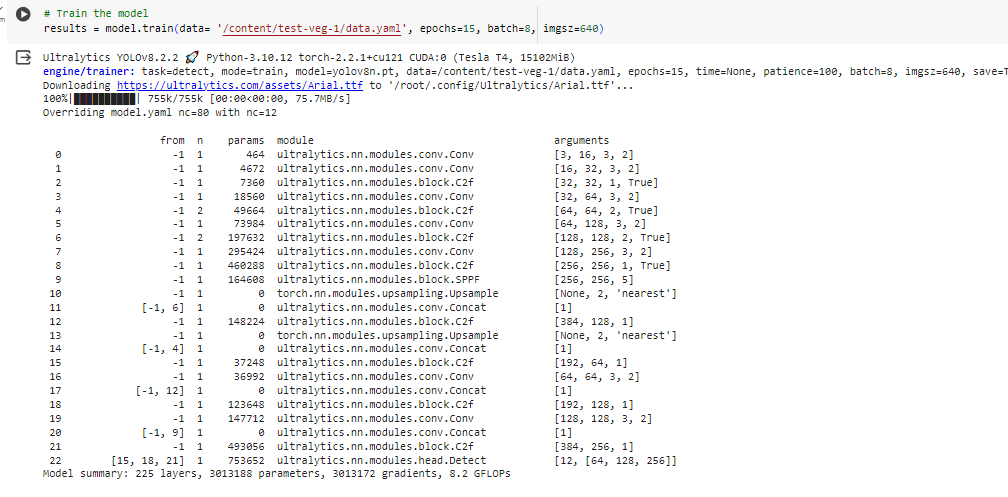 # Train the model
results = model.train(data= '/content/test-veg-1/data.yaml', epochs=15, batch=8, imgsz=640)
Ultralytics YOLOv8.2.2 🚀 Python-3.10.12 torch-2.2.1+cu121 CUDA:0 (Tesla T4, 15102MiB)
engine/trainer: task=detect, mode=train, model=yolov8n.pt, data=/content/test-veg-1/data.yaml, epochs=15, time=None, patience=100, batch=8, imgsz=640, save=T
Downloading https://ultralytics.com/assets/Arial.ttf to '/root/.config/Ultralytics/Arial.ttf'...
100%|██████████| 755k/755k [00:00<00:00, 75.7MB/s]
Overriding model.yaml nc=80 with nc=12
from n params module arguments
0 -1 1 464 ultralytics.nn.modules.conv.Conv [3, 16, 3, 2]
1 -1 1 4672 ultralytics.nn.modules.conv.Conv [16, 32, 3, 2]
2 -1 1 7360 ultralytics.nn.modules.block.C2f [32, 32, 1, True]
3 -1 1 18560 ultralytics.nn.modules.conv.Conv [32, 64, 3, 2]
4 -1 2 49664 ultralytics.nn.modules.block.C2f [64, 64, 2, True]
5 -1 1 73984 ultralytics.nn.modules.conv.Conv [64, 128, 3, 2]
6 -1 2 197632 ultralytics.nn.modules.block.C2f [128, 128, 2, True]
7 -1 1 295424 ultralytics.nn.modules.conv.Conv [128, 256, 3, 2]
8 -1 1 460288 ultralytics.nn.modules.block.C2f [256, 256, 1, True]
9 -1 1 164608 ultralytics.nn.modules.block.SPPF [256, 256, 5]
10 -1 1 0 torch.nn.modules.upsampling.Upsample [None, 2, 'nearest']
11 [-1, 6] 1 0 ultralytics.nn.modules.conv.Concat [1]
12 -1 1 148224 ultralytics.nn.modules.block.C2f [384, 128, 1]
13 -1 1 0 torch.nn.modules.upsampling.Upsample [None, 2, 'nearest']
14 [-1, 4] 1 0 ultralytics.nn.modules.conv.Concat [1]
15 -1 1 37248 ultralytics.nn.modules.block.C2f [192, 64, 1]
16 -1 1 36992 ultralytics.nn.modules.conv.Conv [64, 64, 3, 2]
17 [-1, 12] 1 0 ultralytics.nn.modules.conv.Concat [1]
18 -1 1 123648 ultralytics.nn.modules.block.C2f [192, 128, 1]
19 -1 1 147712 ultralytics.nn.modules.conv.Conv [128, 128, 3, 2]
20 [-1, 9] 1 0 ultralytics.nn.modules.conv.Concat [1]
21 -1 1 493056 ultralytics.nn.modules.block.C2f [384, 256, 1]
22 [15, 18, 21] 1 753652 ultralytics.nn.modules.head.Detect [12, [64, 128, 256]]
Model summary: 225 layers, 3013188 parameters, 3013172 gradients, 8.2 GFLOPs